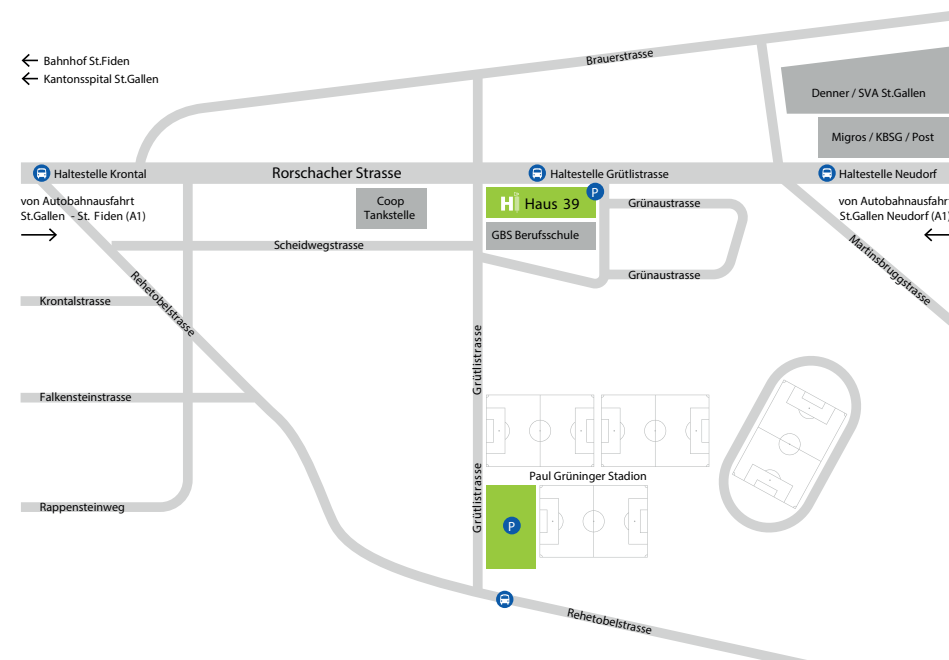 Brauerstrasse
Bahnhof St.Fiden
Kantonsspital St.Gallen
Denner / SVA St.Gallen
Migros / KBSG / Post
Haltestelle Krontal
Rorschacher Strasse
Haltestelle Grütlistrasse
Haltestelle Neudorf
von Autobahnausfahrt
St.Gallen - St. Fiden (A1)
Coop
Tankstelle
H
Haus 39
P
Grünaustrasse
von Autobahnausfahrt
St.Gallen Neudorf (A1)
GBS Berufsschule
Scheidwegstrasse
Grünaustrasse
Martinsbruggstrasse
Rehetobelstrasse
Krontalstrasse
Grütlistrasse
Falkensteinstrasse
Paul Grüninger Stadion
Grütlistrasse
Rappensteinweg
P
Rehetobelstrasse